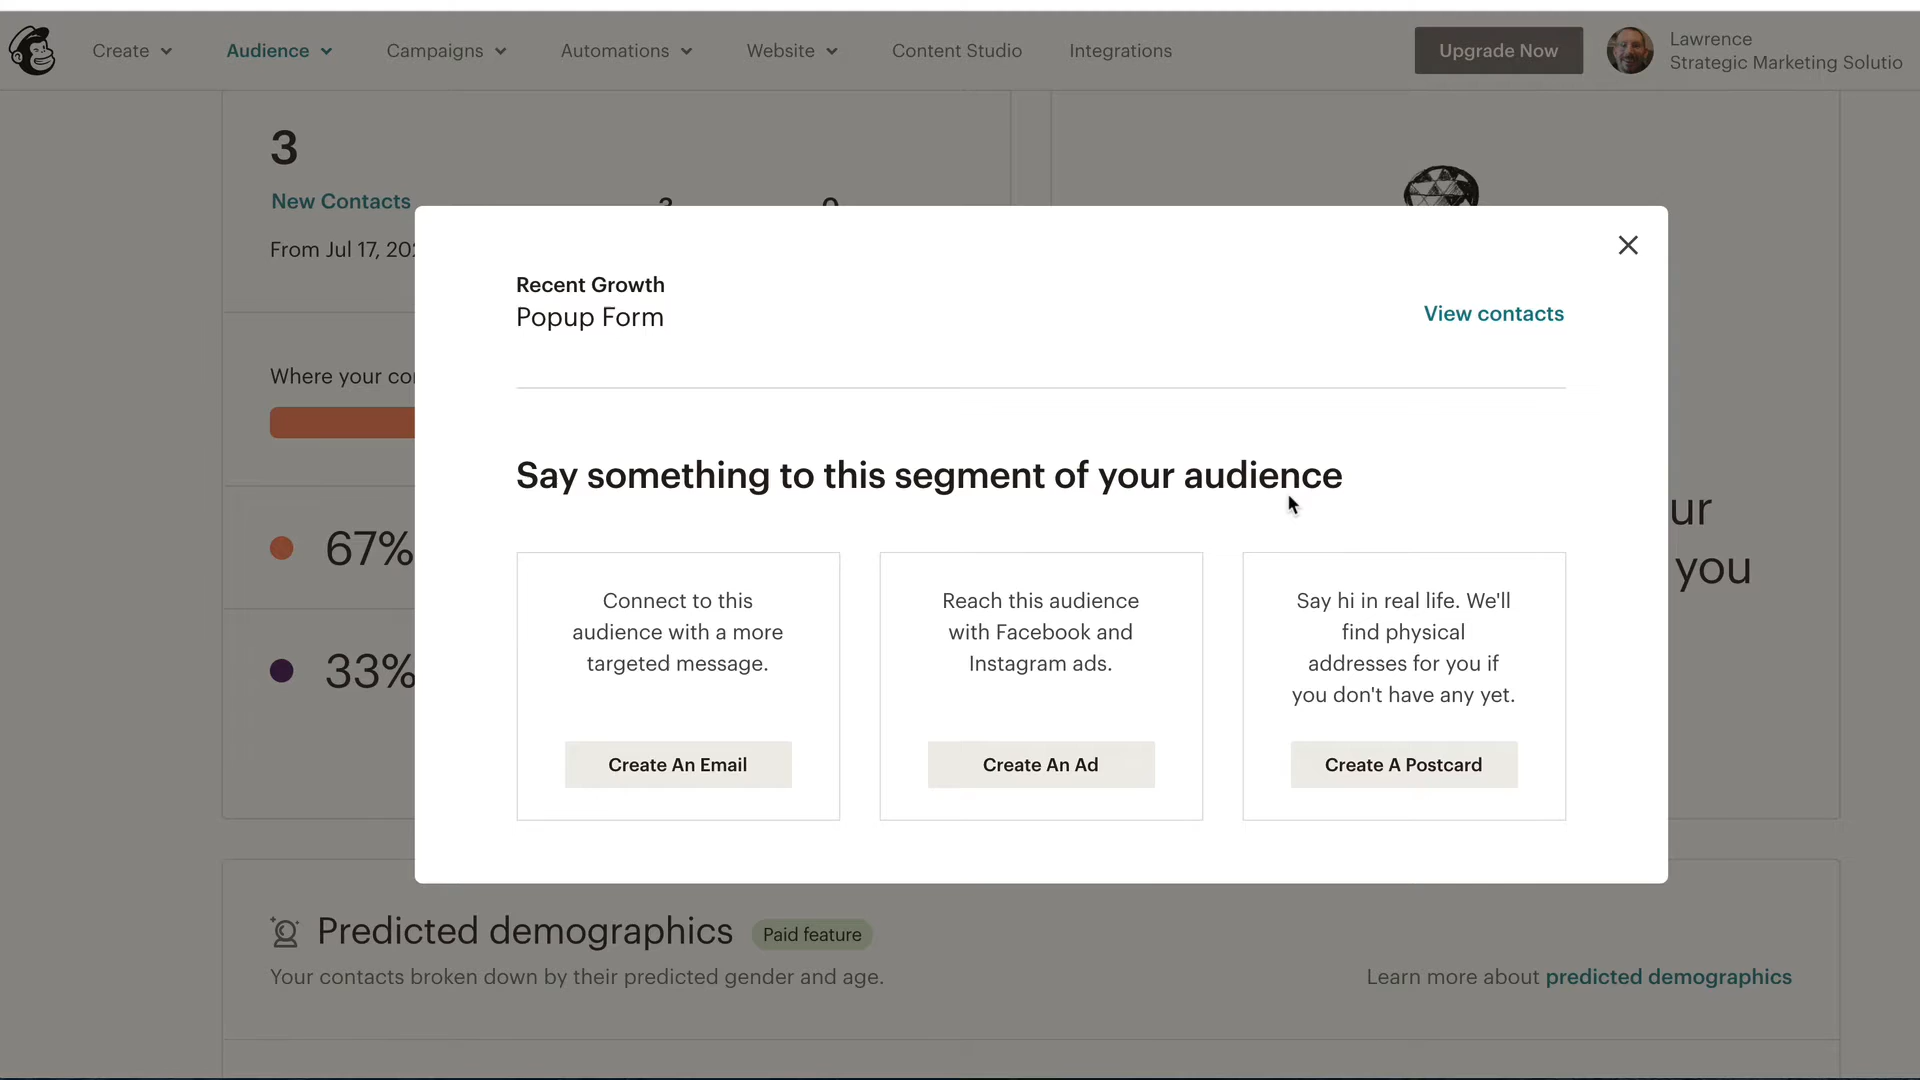 Create
Audience
Campaigns
Automations
Website
Content Studio
Integrations
Upgrade Now
Lawrence
Strategic Marketing Solutio
3
New Contacts
From Jul 17, 202
Where your con
67%
33%
ur
you
Recent Growth
Popup Form
View contacts
Say something to this segment of your audience
Connect to this
audience with a more
targeted message.
Create An Email
Reach this audience
with Facebook and
Instagram ads.
Create An Ad
Say hi in real life. We'll
find physical
addresses for you if
you don't have any yet.
Create A Postcard
Predicted demographics
Paid feature
Your contacts broken down by their predicted gender and age.
Learn more about predicted demographics